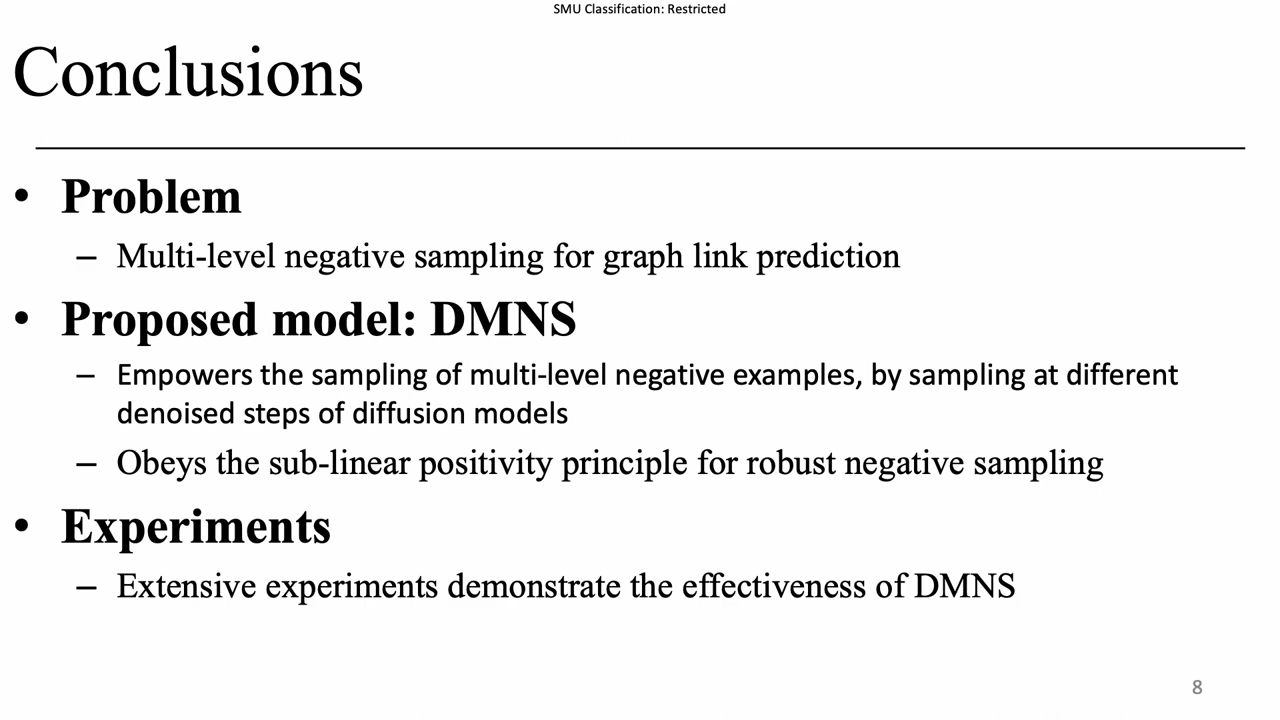 SMU Classification: Restricted
Conclusions
• Problem
– Multi-level negative sampling for graph link prediction
• Proposed model: DMNS
– Empowers the sampling of multi-level negative examples, by sampling at different
denoised steps of diffusion models
– Obeys the sub-linear positivity principle for robust negative sampling
• Experiments
– Extensive experiments demonstrate the effectiveness of DMNS
8